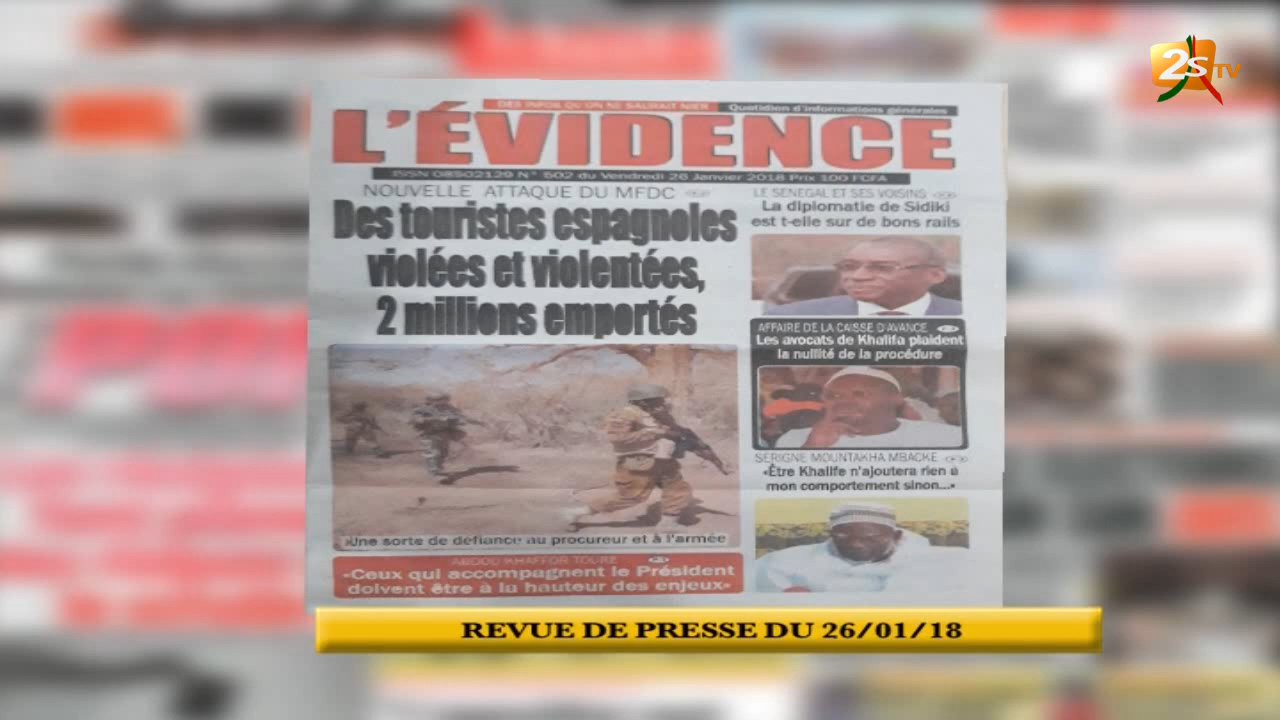 2S TV
DES INFOS QU'ON NE SAURAIT NIER
Quotidien d'informations générales
L'ÉVIDENCE
ISSN 08502129 N° 502 du Vendredi 26 Janvier 2018 Prix 100 FCFA
NOUVELLE ATTAQUE DU MFDC
Des touristes espagnoles
violées et violentées,
2 millions emportés
Une sorte de défiance au procureur et à l'armée
ABDOU KHAFFOR TOURE
«Ceux qui accompagnent le Président
doivent être à la hauteur des enjeux»
LE SENEGAL ET SES VOISINS
La diplomatie de Sidiki
est t-elle sur de bons rails
AFFAIRE DE LA CAISSE D'AVANCE
Les avocats de Khalifa plaident
la nullité de la procédure
SERIGNE MOUNTAKHA MBACKE
«Être Khalife n'ajoutera rien à
mon comportement sinon...»
REVUE DE PRESSE DU 26/01/18